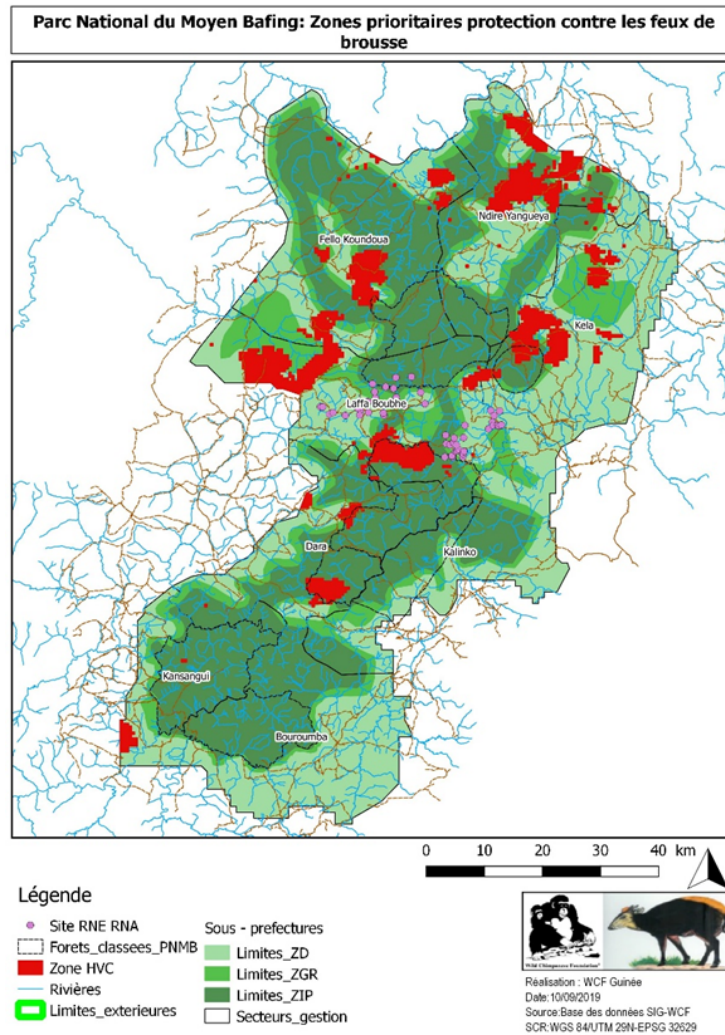 Parc National du Moyen Bafing: Zones prioritaires protection contre les feux de
brousse
Ndire Yangueya
Fello Koundoua
Kela
Laffa Boubhe
Dara
Kalinko
Kansangui
Bouroumba
0 10 20 30 40 km
Légende
Site RNE RNA
Forets_classees_PNMB
Zone HVC
Rivières
Limites_exterieures
Sous - prefectures
Limites_ZD
Limites_ZGR
Limites_ZIP
Secteurs_gestion
Wild Chimpanzee Foundation
Réalisation : WCF Guinée
Date:10/09/2019
Source:Base des données SIG-WCF
SCR:WGS 84/UTM 29N-EPSG 32629